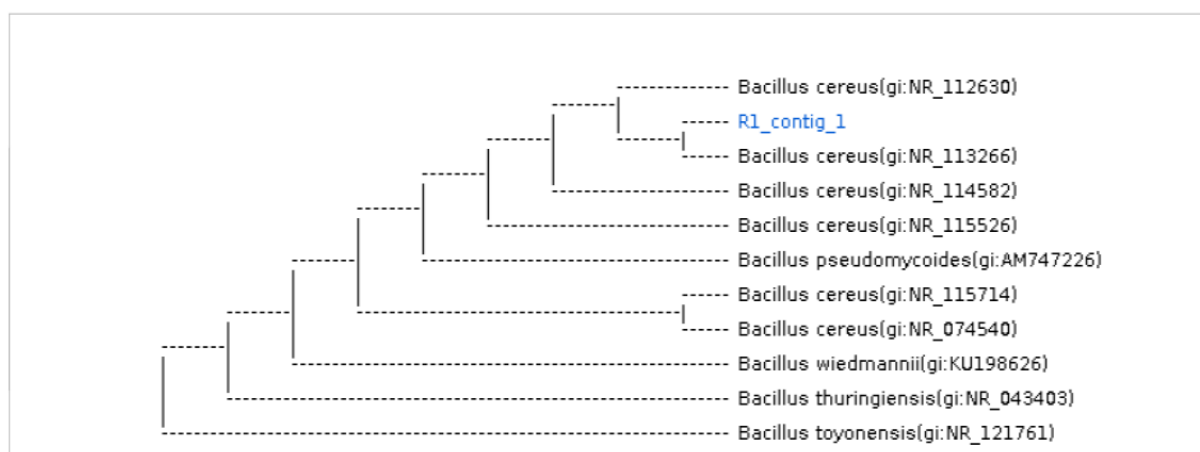 Bacillus cereus(gi:NR_112630)
R1_contig_1
Bacillus cereus(gi:NR_113266)
Bacillus cereus(gi:NR_114582)
Bacillus cereus(gi:NR_115526)
Bacillus pseudomycoides(gi:AM747226)
Bacillus cereus(gi:NR_115714)
Bacillus cereus(gi:NR_074540)
Bacillus wiedmannii(gi:KU198626)
Bacillus thuringiensis(gi:NR_043403)
Bacillus toyonensis(gi:NR_121761)